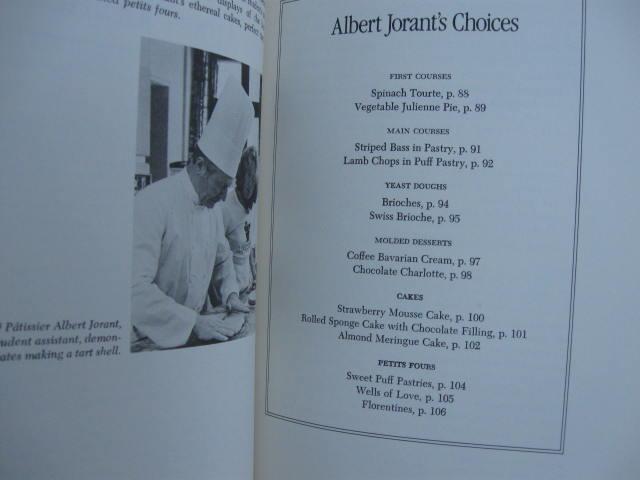 displays of the
ethereal cakes, perfect
petits fours.
Pâtissier Albert Jorant,
udent assistant, demon-
ates making a tart shell.
Albert Jorant's Choices
FIRST COURSES
Spinach Tourte, p. 88
Vegetable Julienne Pie, p. 89
MAIN COURSES
Striped Bass in Pastry, p. 91
Lamb Chops in Puff Pastry, p. 92
YEAST DOUGHS
Brioches, p. 94
Swiss Brioche, p. 95
MOLDED DESSERTS
Coffee Bavarian Cream, p. 97
Chocolate Charlotte, p. 98
CAKES
Strawberry Mousse Cake, p. 100
Rolled Sponge Cake with Chocolate Filling, p. 101
Almond Meringue Cake, p. 102
PETITS FOURS
Sweet Puff Pastries, p. 104
Wells of Love, p. 105
Florentines, p. 106